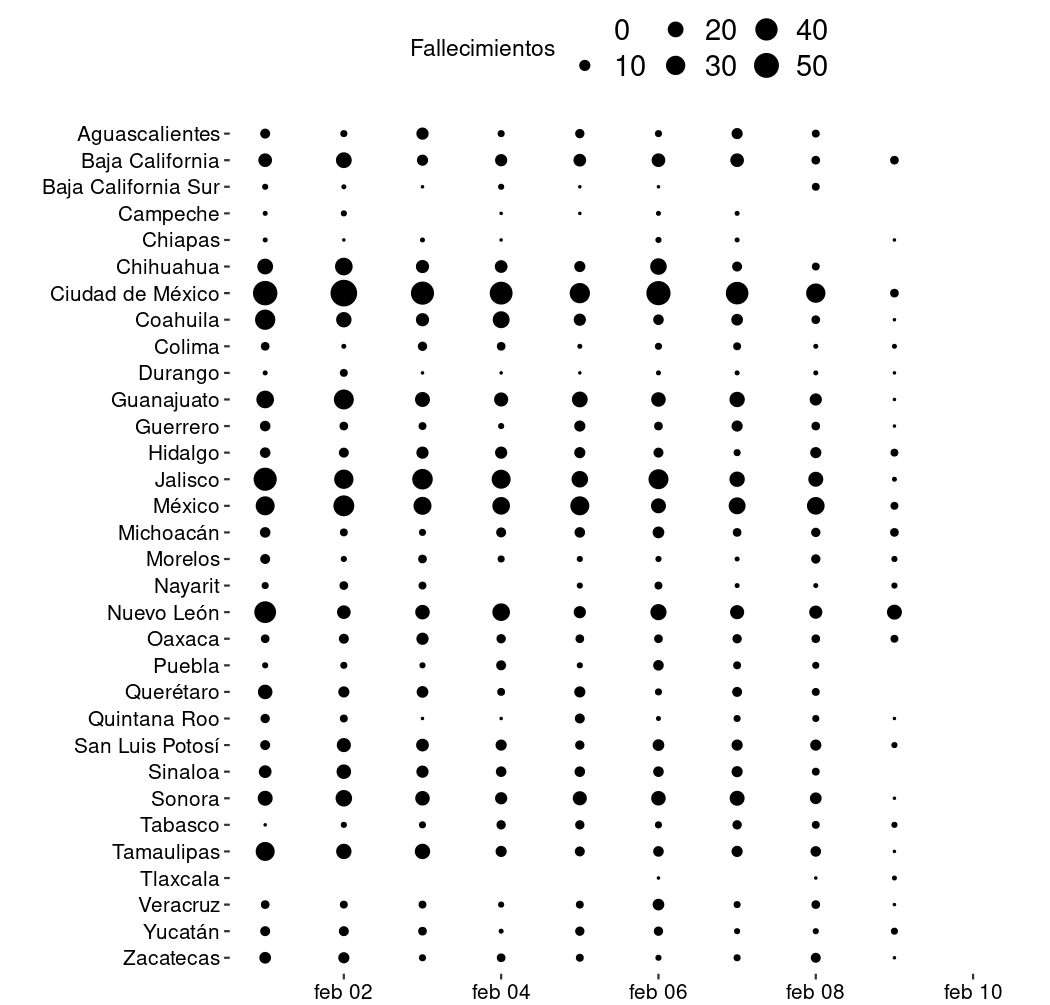 Fallecimientos
0 20 40
10 30 50
Aguascalientes
Baja California
Baja California Sur
Campeche
Chiapas
Chihuahua
Ciudad de México
Coahuila
Colima
Durango
Guanajuato
Guerrero
Hidalgo
Jalisco
México
Michoacán
Morelos
Nayarit
Nuevo León
Oaxaca
Puebla
Querétaro
Quintana Roo
San Luis Potosí
Sinaloa
Sonora
Tabasco
Tamaulipas
Tlaxcala
Veracruz
Yucatán
Zacatecas
feb 02 feb 04 feb 06 feb 08 feb 10